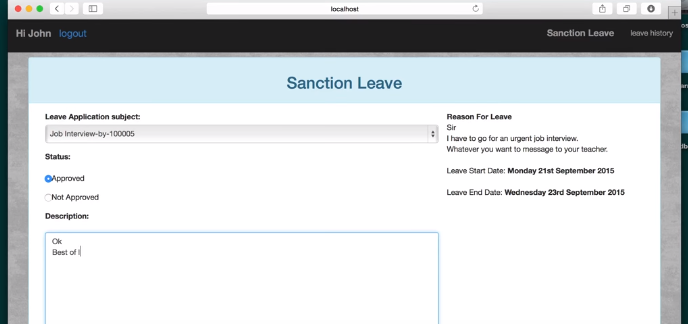 localhost
Hi John logout
Sanction Leave leave history
Sanction Leave
Leave Application subject:
Job Interview-by-100005
Status:
Approved
Not Approved
Description:
Ok
Best of l
Reason For Leave
Sir
I have to go for an urgent job interview.
Whatever you want to message to your teacher.
Leave Start Date: Monday 21st September 2015
Leave End Date: Wednesday 23rd September 2015